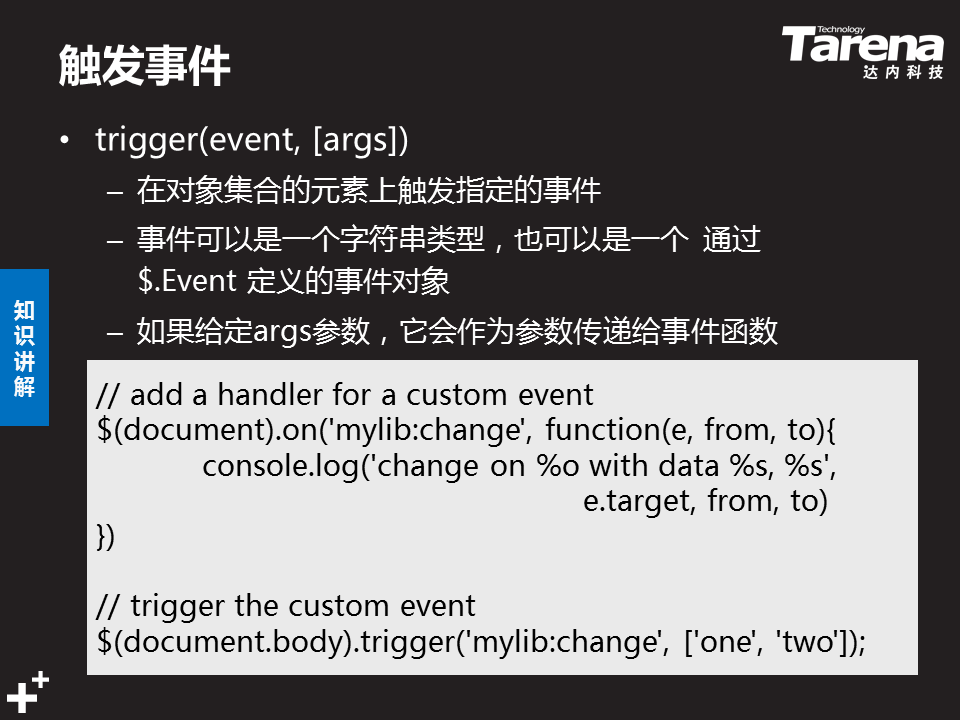 触发事件
Technology
Tarena
达内科技
• trigger(event, [args])
– 在对象集合的元素上触发指定的事件
– 事件可以是一个字符串类型，也可以是一个 通过
$.Event 定义的事件对象
– 如果给定args参数，它会作为参数传递给事件函数
知
识
讲
解
// add a handler for a custom event
$(document).on('mylib:change', function(e, from, to){
console.log('change on %o with data %s, %s',
e.target, from, to)
})
// trigger the custom event
$(document.body).trigger('mylib:change', ['one', 'two']);